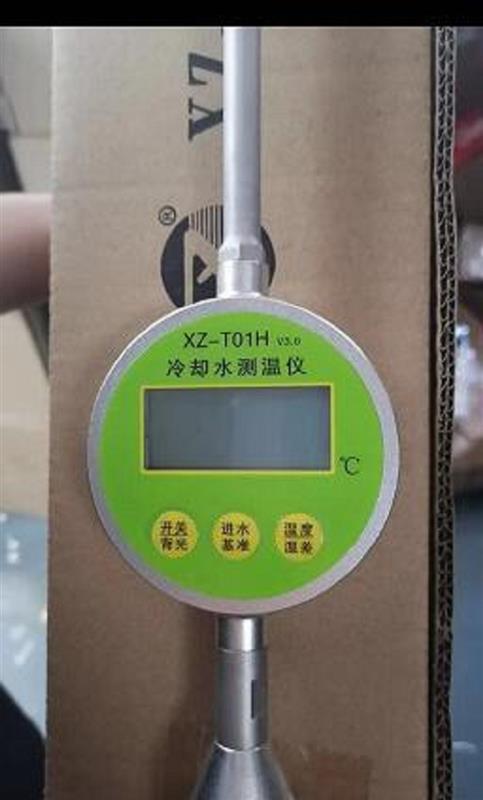 XZ
®
XZ-T01H V3.0
冷却水测温仪
℃
开关 进水 温度
背光 基准 温差